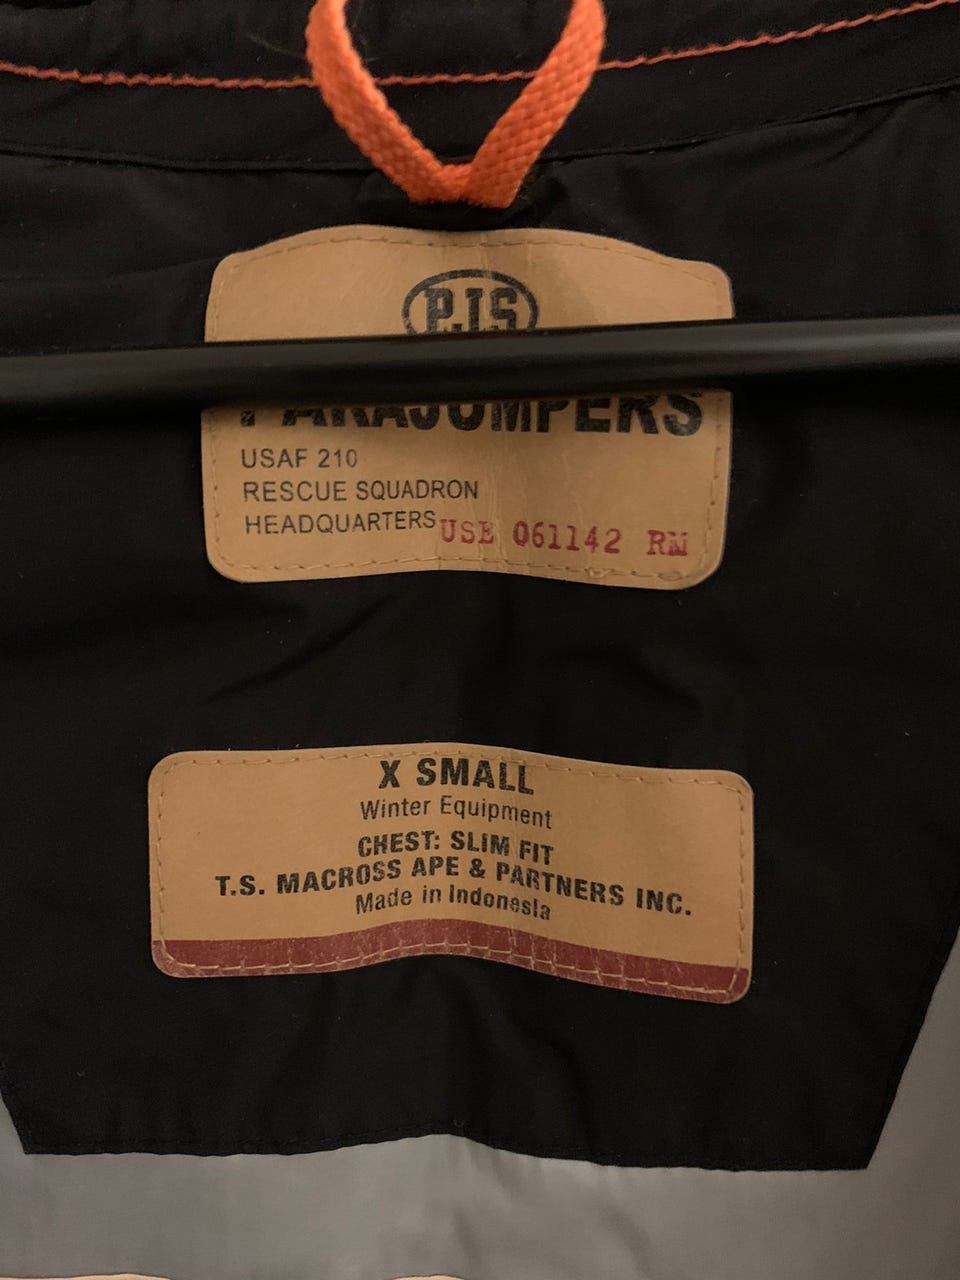 PJS
PARAJUMPERS
USAF 210
RESCUE SQUADRON
HEADQUARTERS USE 061142 RM
X SMALL
Winter Equipment
CHEST: SLIM FIT
T.S. MACROSS APE & PARTNERS INC.
Made in Indonesia